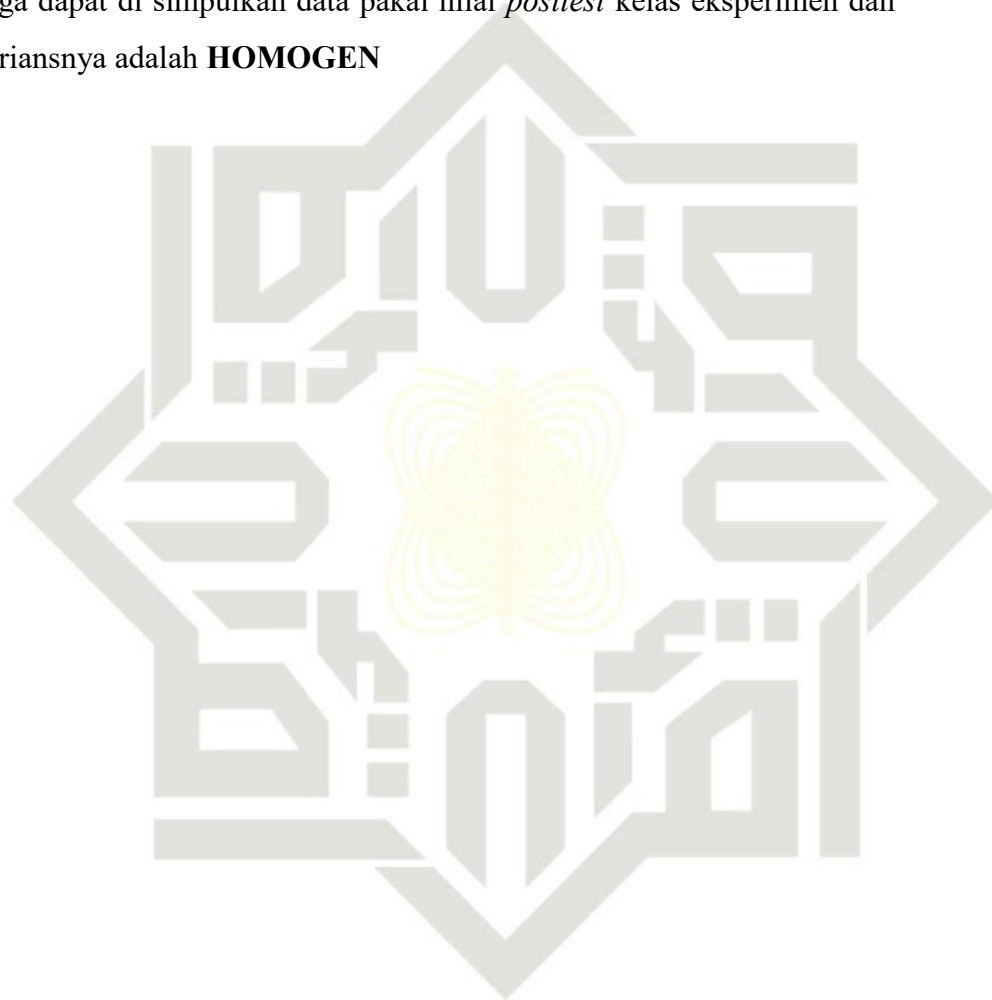 ga dapat di simpulkan data pakai nilai posttest kelas eksperimen dan
riansnya adalah HOMOGEN